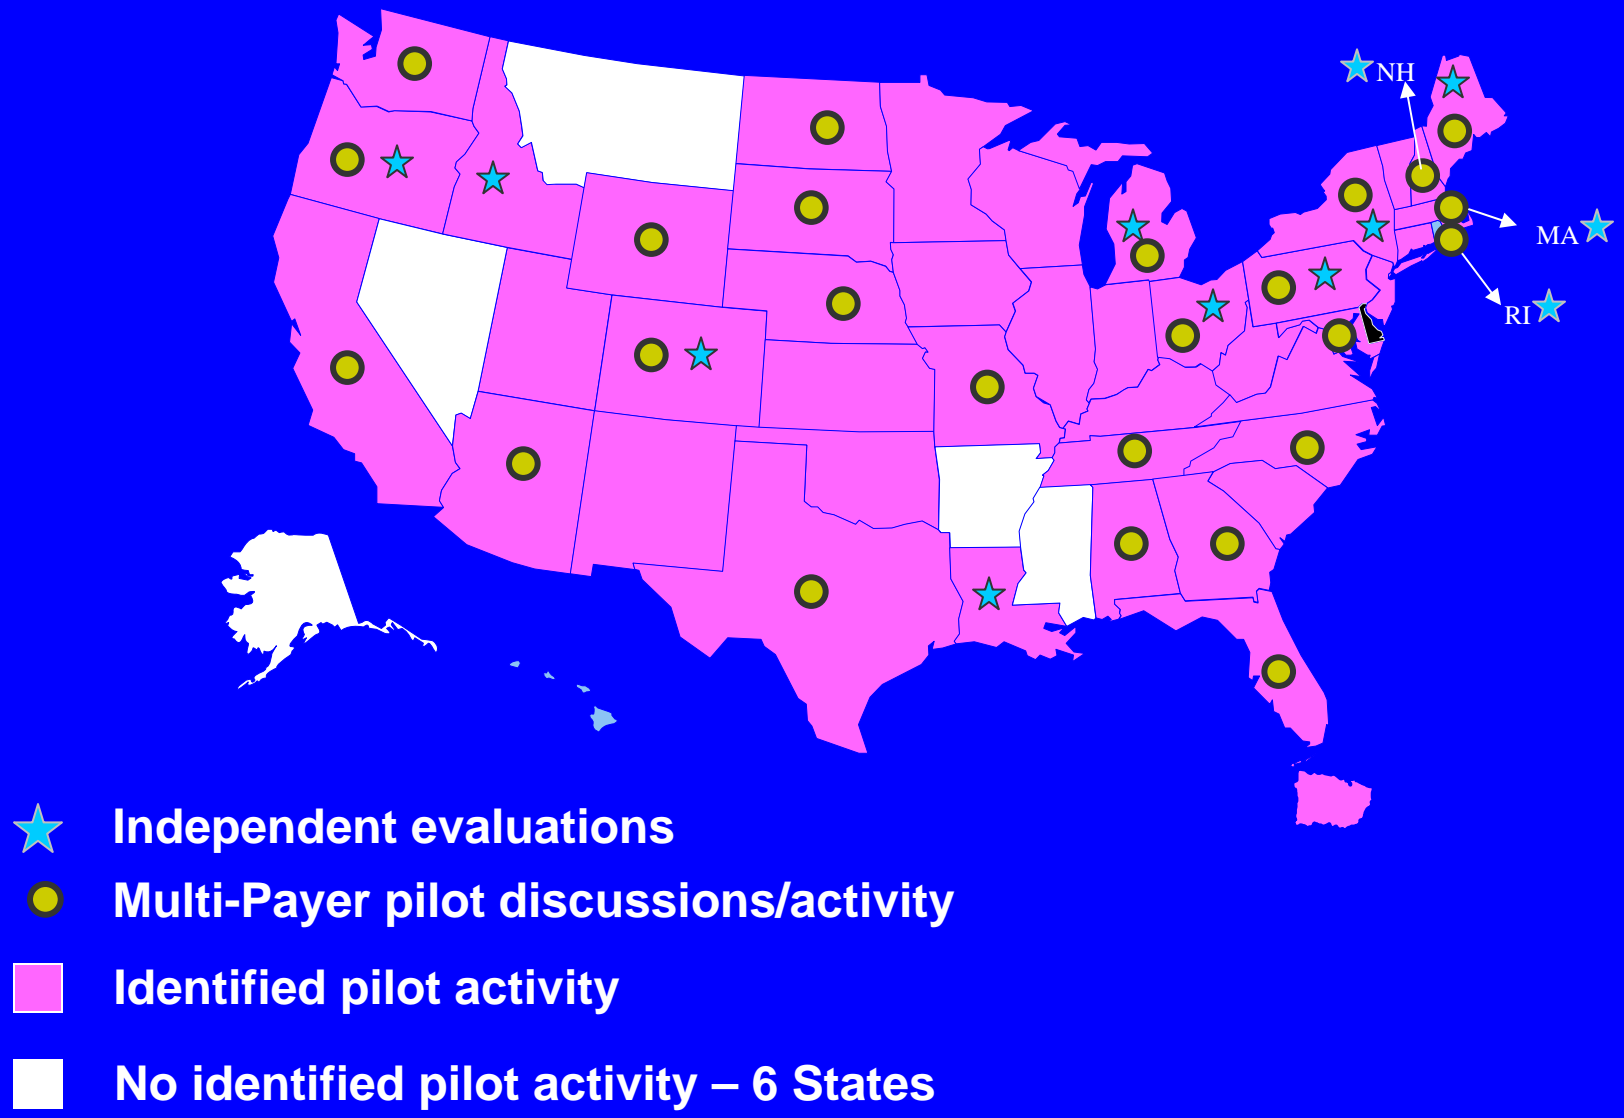 NH
MA
RI
Independent evaluations
Multi-Payer pilot discussions/activity
Identified pilot activity
No identified pilot activity – 6 States